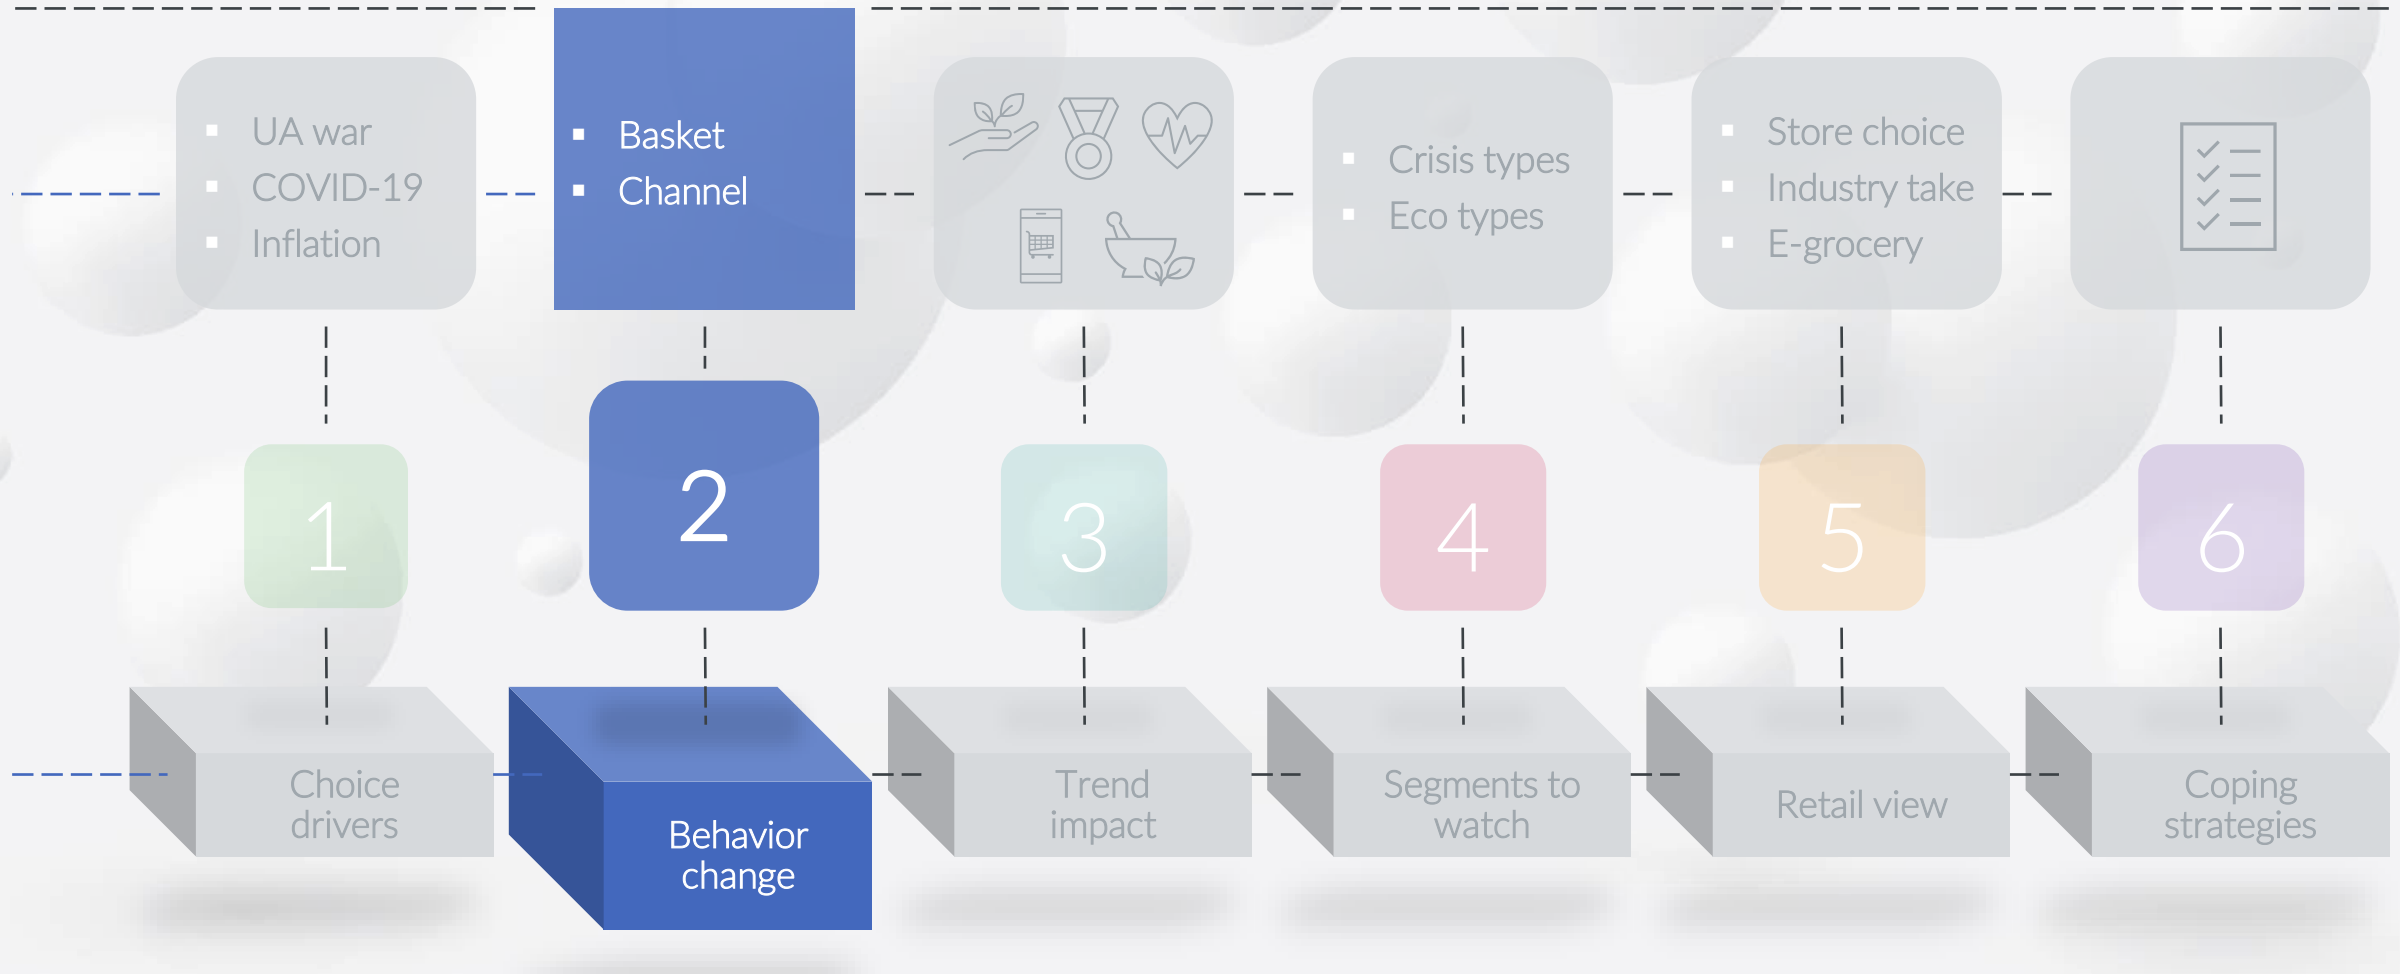 UA war
COVID-19
Inflation
Basket
Channel
Crisis types
Eco types
Store choice
Industry take
E-grocery
1
2
3
4
5
6
Choice
drivers
Behavior
change
Trend
impact
Segments to
watch
Retail view
Coping
strategies